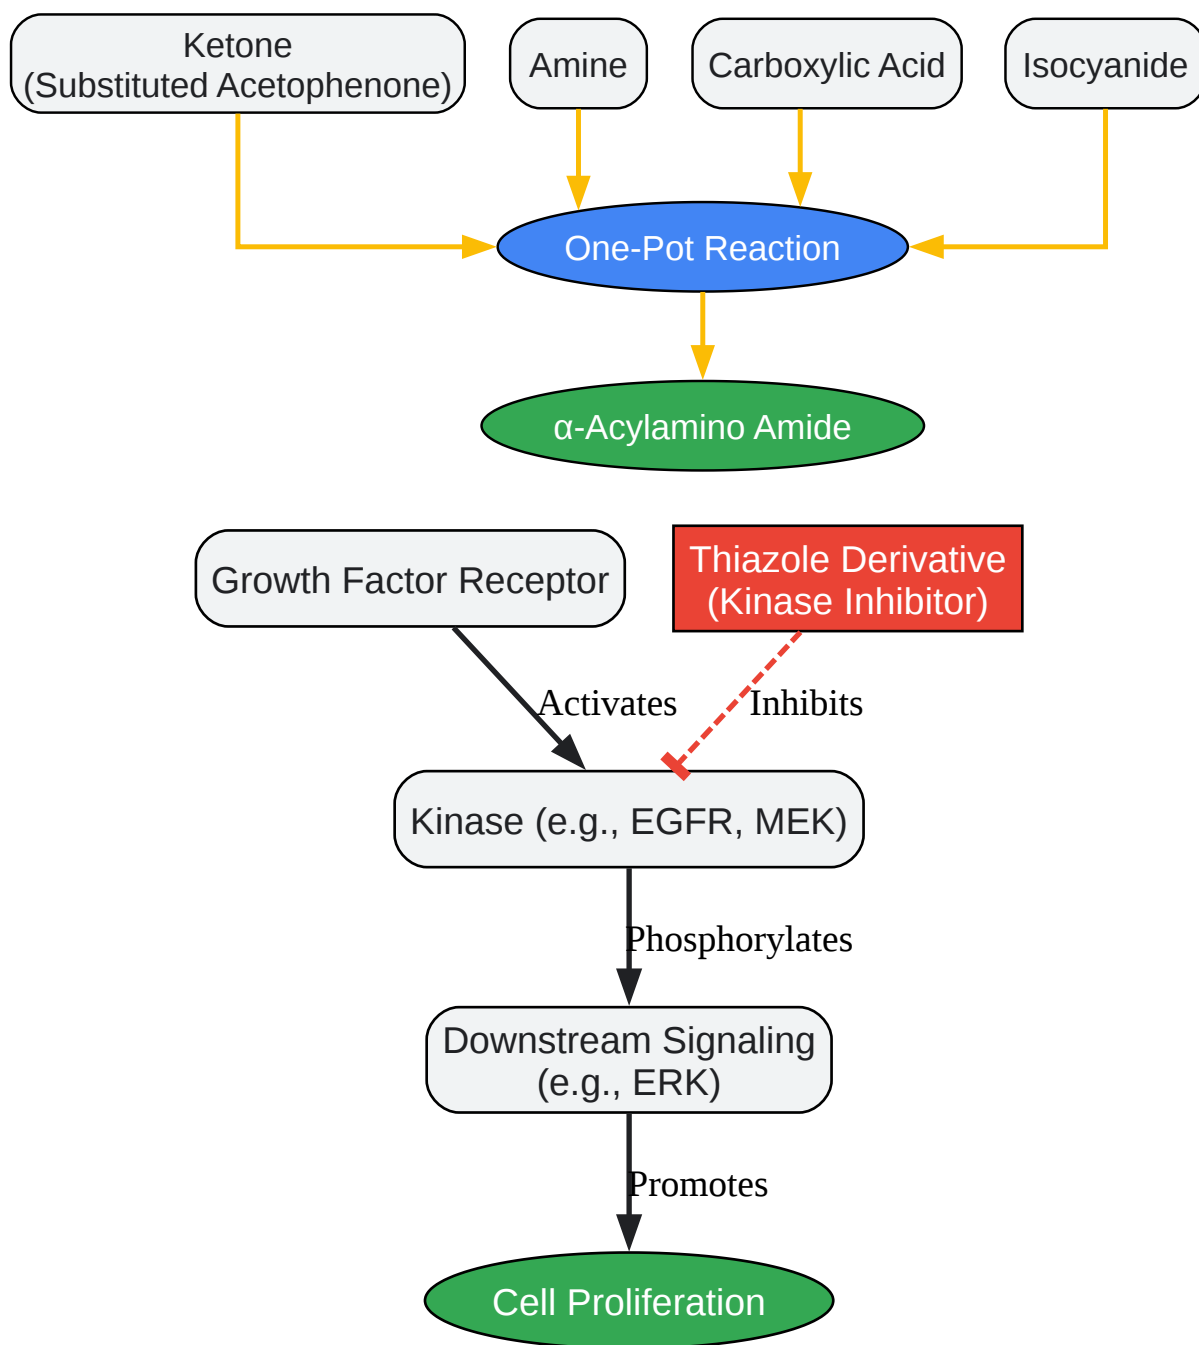 Ketone
(Substituted Acetophenone)
Amine
Carboxylic Acid
Isocyanide
One-Pot Reaction
α-Acylamino Amide
Growth Factor Receptor
Thiazole Derivative
(Kinase Inhibitor)
Activates
Inhibits
Kinase (e.g., EGFR, MEK)
Phosphorylates
Downstream Signaling
(e.g., ERK)
Promotes
Cell Proliferation